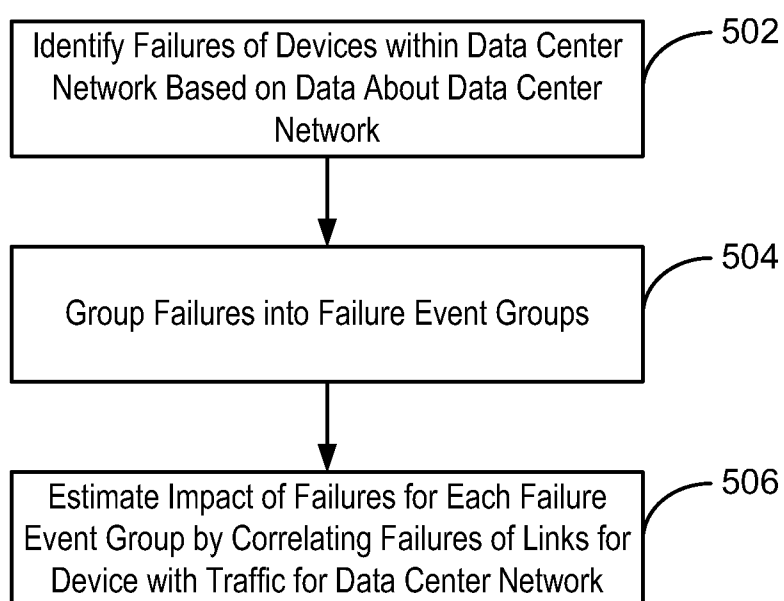 Identify Failures of Devices within Data Center
Network Based on Data About Data Center
Network
502
Group Failures into Failure Event Groups
504
Estimate Impact of Failures for Each Failure
Event Group by Correlating Failures of Links for
Device with Traffic for Data Center Network
506